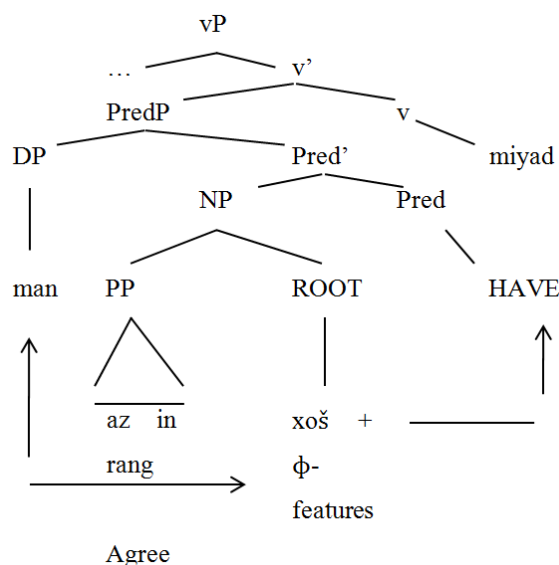 vP
… v’
PredP v
DP Pred’ miyad
NP Pred
man PP ROOT HAVE
az in xoš +
rang ϕ-
features
Agree